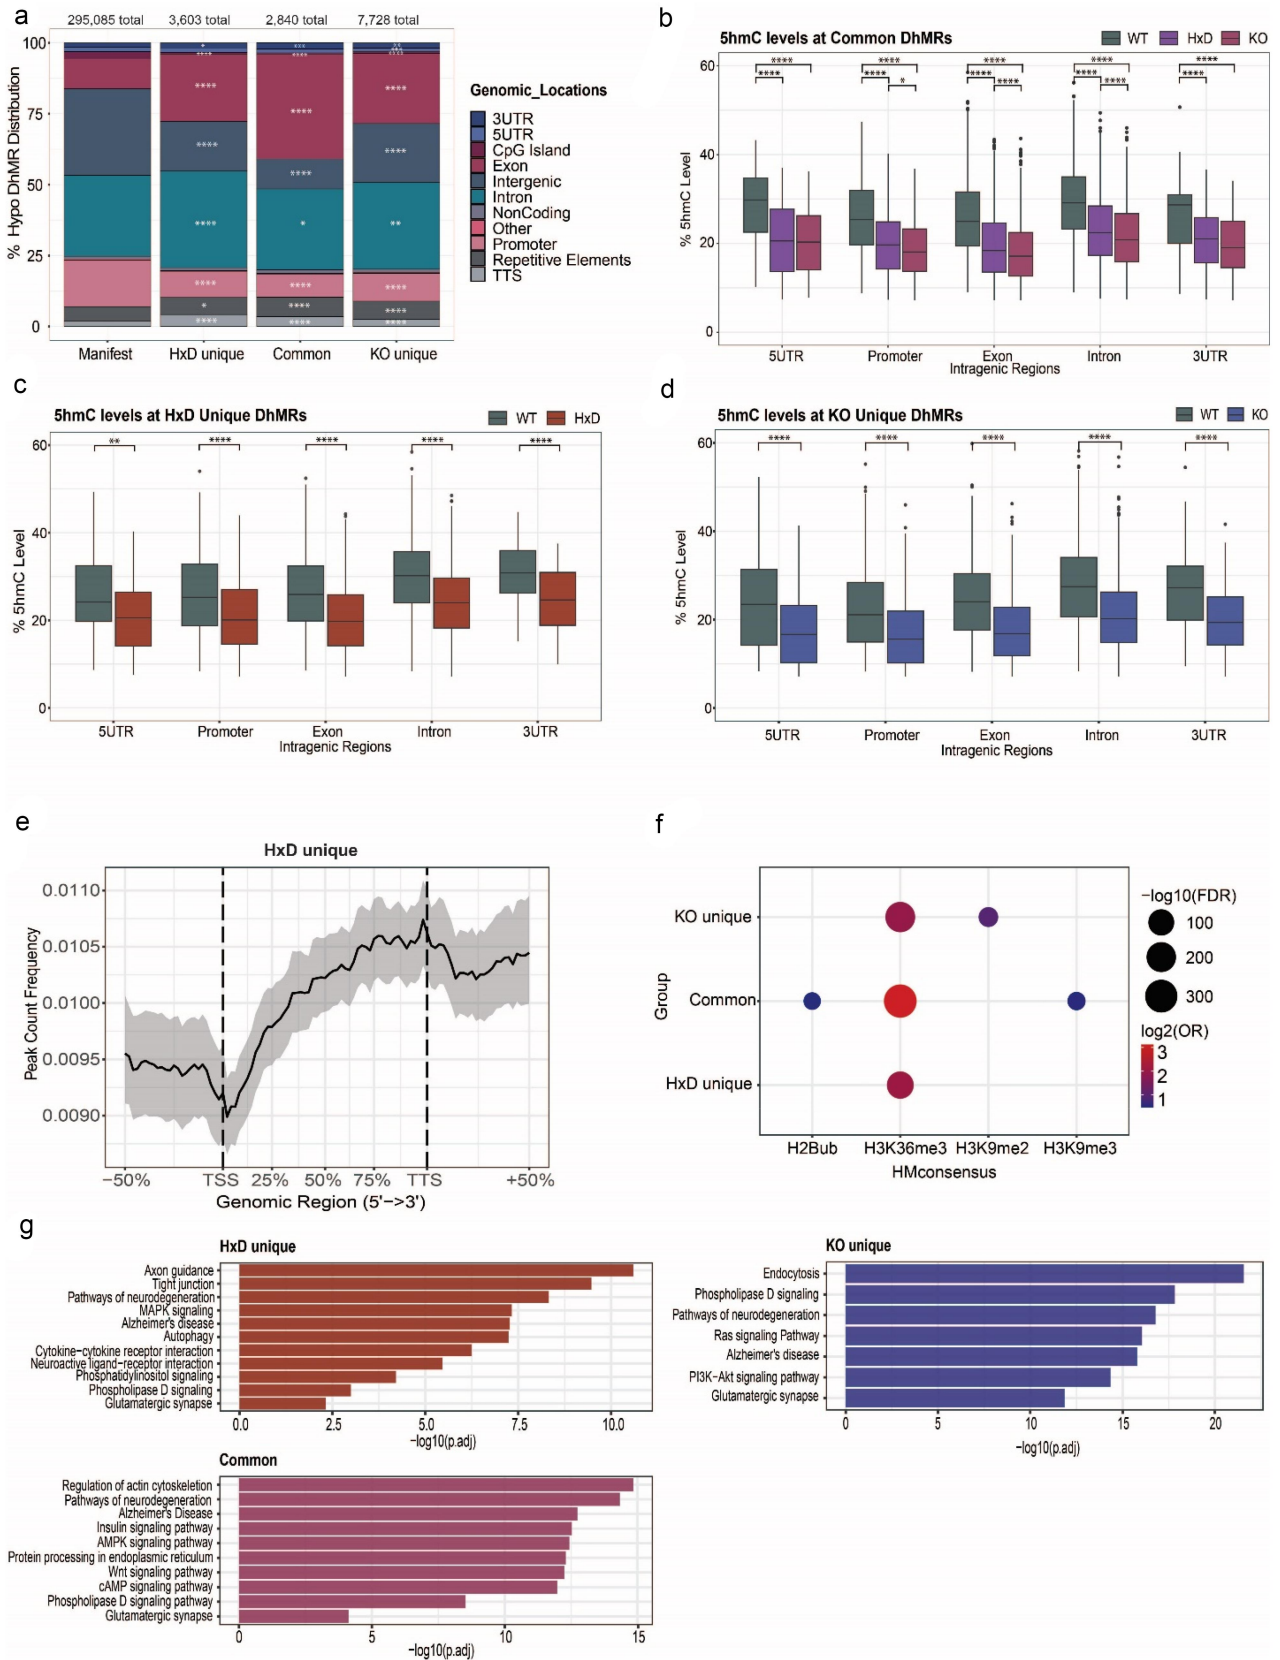 a
295,085 total
3,603 total
2,840 total
7,728 total
% Hypo DhMR Distribution
100
75
50
25
0
*
****
****
****
****
****
*
****
***
****
****
****
*
****
****
****
**
***
****
****
****
**
****
****
****
Manifest
HxD unique
Common
KO unique
Genomic_Locations
3UTR
5UTR
CpG Island
Exon
Intergenic
Intron
NonCoding
Other
Promoter
Repetitive Elements
TTS
b
5hmC levels at Common DhMRs
WT
HxD
KO
% 5hmC Level
60
40
20
0
****
****
****
****
*
****
****
****
****
****
****
****
****
5UTR
Promoter
Exon
Intron
3UTR
Intragenic Regions
c
5hmC levels at HxD Unique DhMRs
WT
HxD
% 5hmC Level
60
40
20
0
**
****
****
****
****
5UTR
Promoter
Exon
Intron
3UTR
Intragenic Regions
d
5hmC levels at KO Unique DhMRs
WT
KO
% 5hmC Level
60
40
20
0
****
****
****
****
****
5UTR
Promoter
Exon
Intron
3UTR
Intragenic Regions
e
HxD unique
Peak Count Frequency
0.0110
0.0105
0.0100
0.0095
0.0090
−50%
TSS
25%
50%
75%
TTS
+50%
Genomic Region (5'−>3')
f
Group
KO unique
Common
HxD unique
H2Bub
H3K36me3
H3K9me2
H3K9me3
HMconsensus
−log10(FDR)
100
200
300
log2(OR)
3
2
1
g
HxD unique
Axon guidance
Tight junction
Pathways of neurodegeneration
MAPK signaling
Alzheimer's disease
Autophagy
Cytokine−cytokine receptor interaction
Neuroactive ligand−receptor interaction
Phosphatidylinositol signaling
Phospholipase D signaling
Glutamatergic synapse
0.0
2.5
5.0
7.5
10.0
−log10(p.adj)
KO unique
Endocytosis
Phospholipase D signaling
Pathways of neurodegeneration
Ras signaling Pathway
Alzheimer's disease
PI3K−Akt signaling pathway
Glutamatergic synapse
0
5
10
15
20
−log10(p.adj)
Common
Regulation of actin cytoskeletion
Pathways of neurodegeneration
Alzheimer's Disease
Insulin signaling pathway
AMPK signaling pathway
Protein processing in endoplasmic reticulum
Wnt signaling pathway
cAMP signaling pathway
Phospholipase D signaling pathway
Glutamatergic synapse
0
5
10
15
−log10(p.adj)